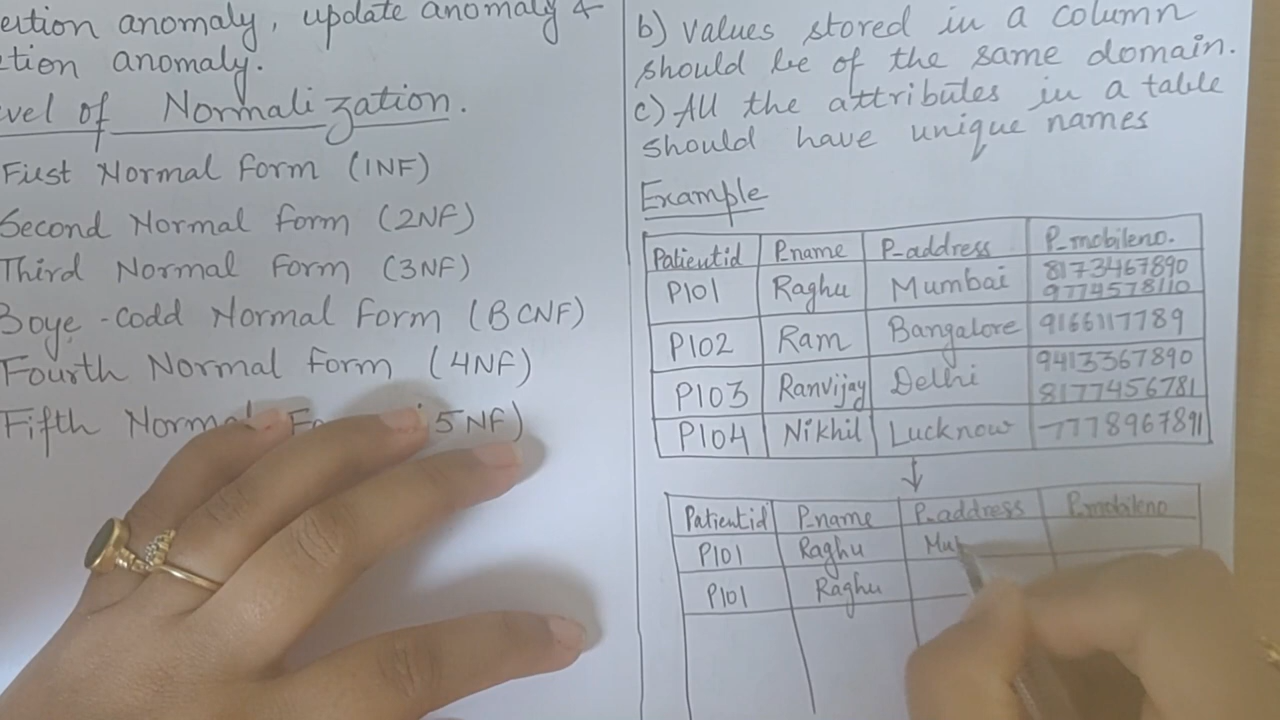 ertion anomaly, update anomaly &
etion anomaly.
evel of Normalization.
First Normal Form (1NF)
Second Normal form (2NF)
Third Normal Form (3NF)
Boye-codd Normal Form (BCNF)
Fourth Normal form (4NF)
Fifth Normal (5NF)
b) values stored in a column
should be of the same domain.
c) All the attributes in a table
should have unique names
Example
Patientid P_name P_address P_mobileno.
P101 Raghu Mumbai 8173467890
9774578110
P102 Ram Bangalore 9166117789
P103 Ranvijay Delhi 9413367890
8177456781
P104 Nikhil Lucknow 7778967891
Patientid P_name P_address P_mobileno
P101 Raghu Mu
P101 Raghu